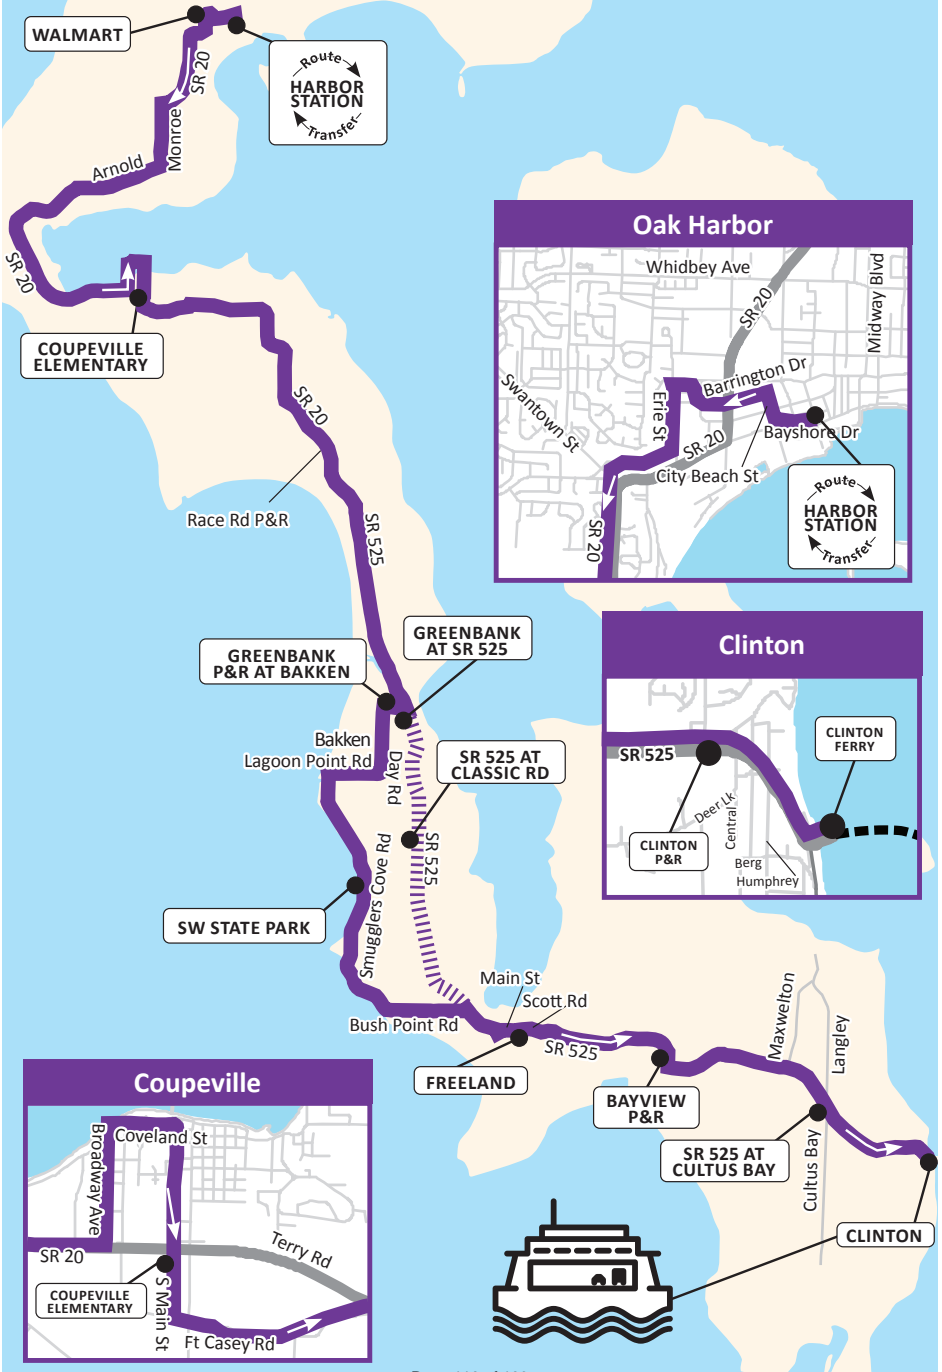 WALMART
Route
HARBOR
STATION
Transfer
SR 20
Monroe
Arnold
SR 20
COUPEVILLE
ELEMENTARY
SR 20
Race Rd P&R
SR 525
GREENBANK
AT SR 525
GREENBANK
P&R AT BAKKEN
Bakken
Lagoon Point Rd
Day Rd
SR 525 AT
CLASSIC RD
SR 525
Smugglers Cove Rd
SW STATE PARK
Main St
Scott Rd
Bush Point Rd
SR 525
FREELAND
BAYVIEW
P&R
Maxwelton
Langley
SR 525 AT
CULTUS BAY
Cultus Bay
CLINTON
Oak Harbor
Whidbey Ave
Midway Blvd
SR 20
Barrington Dr
Swantown St
Erie St
SR 20
Bayshore Dr
City Beach St
SR 20
Route
HARBOR
STATION
Transfer
Clinton
SR 525
CLINTON
FERRY
Deer Lk
Central
CLINTON
P&R
Berg
Humphrey
Coupeville
Coveland St
Broadway Ave
SR 20
Terry Rd
COUPEVILLE
ELEMENTARY
S Main St
Ft Casey Rd